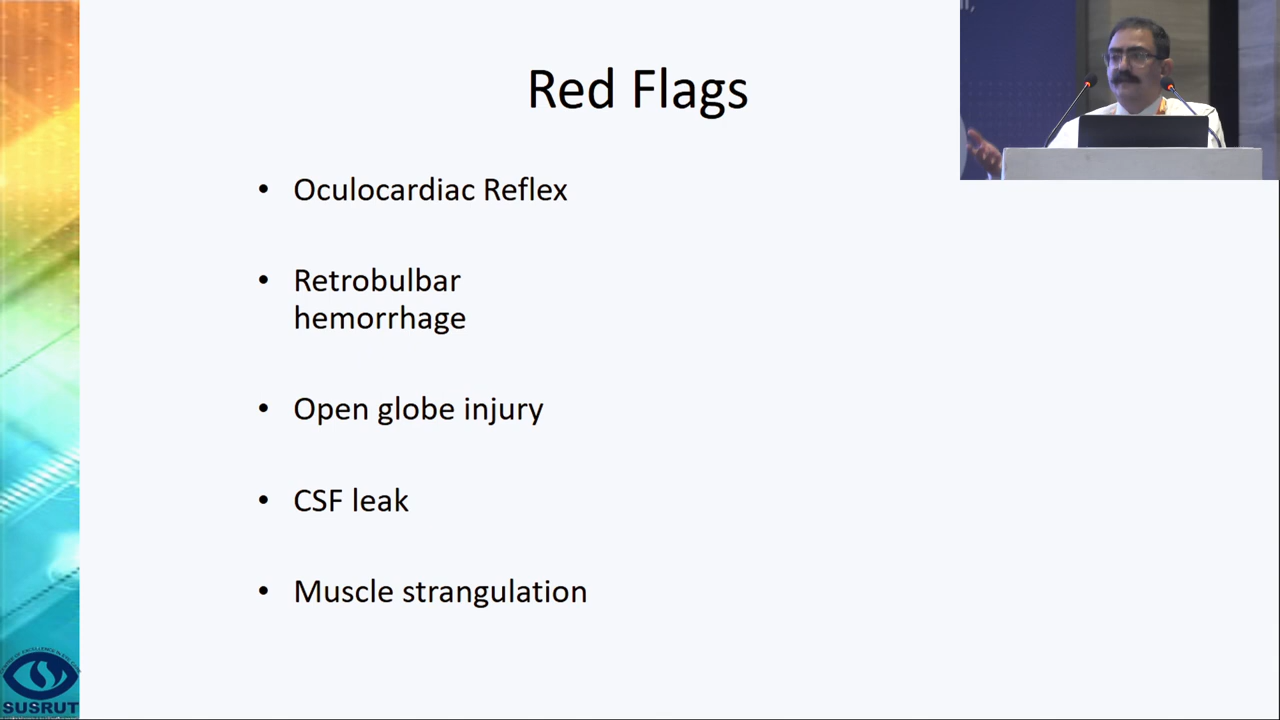 Red Flags
• Oculocardiac Reflex
• Retrobulbar
hemorrhage
• Open globe injury
• CSF leak
• Muscle strangulation
SUSRUT